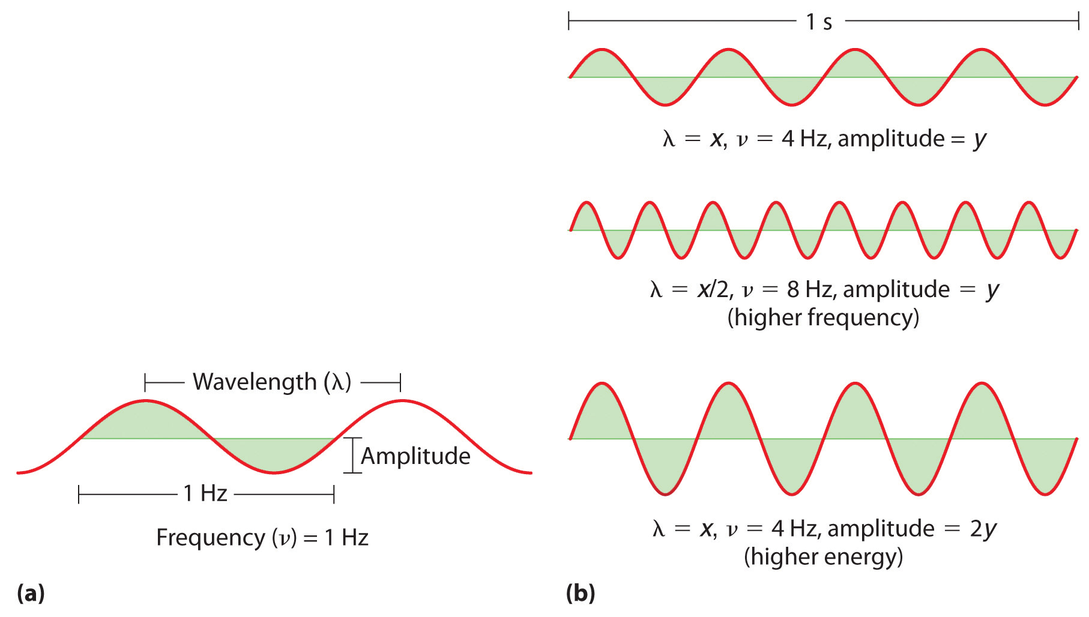 Wavelength (λ)
Amplitude
1 Hz
Frequency (ν) = 1 Hz
(a)
1 s
λ = x, ν = 4 Hz, amplitude = y
λ = x/2, ν = 8 Hz, amplitude = y
(higher frequency)
λ = x, ν = 4 Hz, amplitude = 2y
(higher energy)
(b)